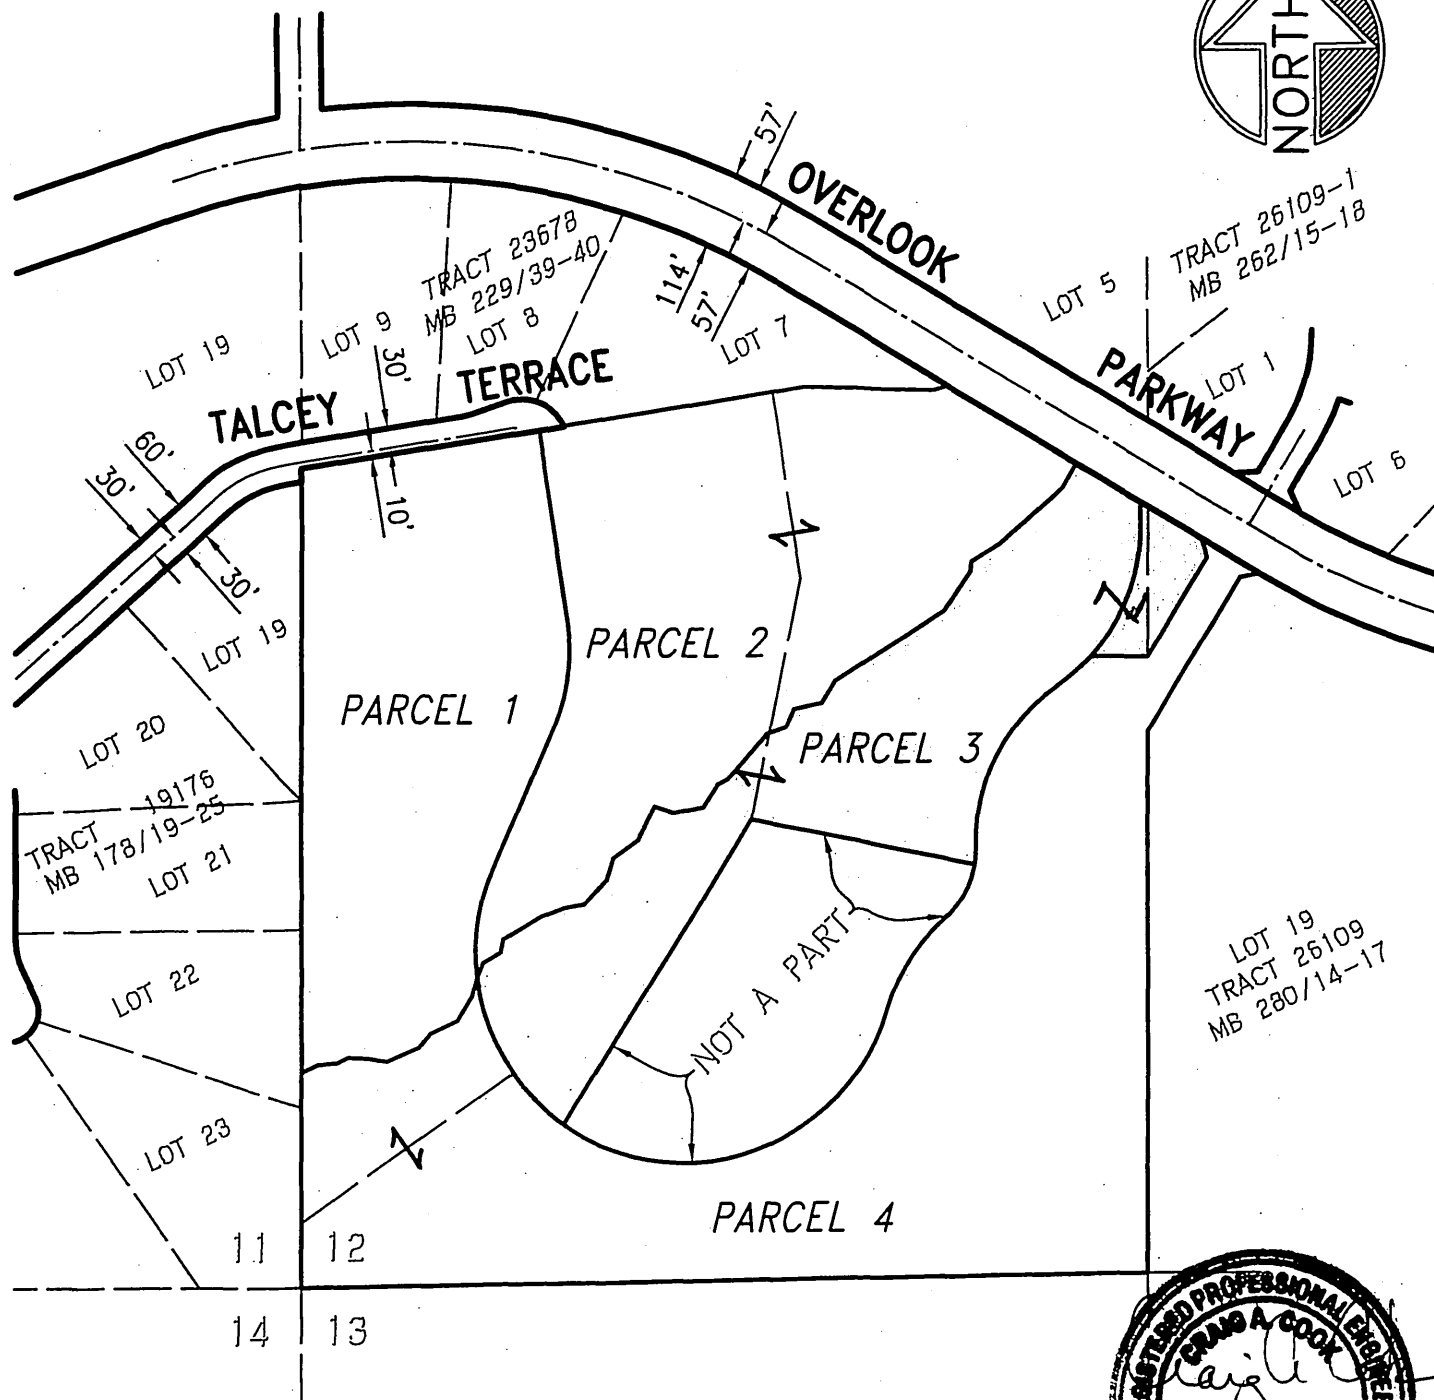 NORTH
57'
OVERLOOK
PARKWAY
TRACT 26109-1
MB 262/15-18
TRACT 23678
MB 229/39-40
114'
57'
LOT 5
LOT 19
LOT 9
LOT 8
LOT 7
LOT 1
30'
TALCEY TERRACE
60'
30'
10'
30'
LOT 6
LOT 19
PARCEL 2
PARCEL 1
LOT 20
PARCEL 3
TRACT 19176
MB 178/19-25
LOT 21
NOT A PART
LOT 19
TRACT 26109
MB 280/14-17
LOT 22
LOT 23
PARCEL 4
11 12
14 13
REGISTERED PROFESSIONAL ENGINEER
CRAIG A. COOK